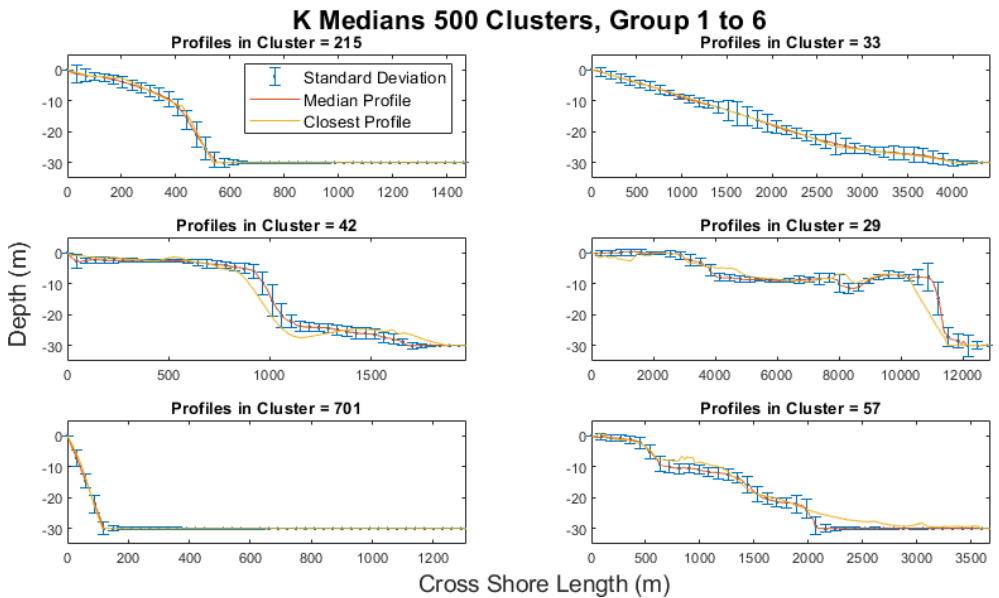 K Medians 500 Clusters, Group 1 to 6
Profiles in Cluster = 215
0
-10
-20
-30
0 200 400 600 800 1000 1200 1400
Standard Deviation
Median Profile
Closest Profile
Profiles in Cluster = 33
0
-10
-20
-30
0 500 1000 1500 2000 2500 3000 3500 4000
Profiles in Cluster = 42
0
-10
-20
-30
0 500 1000 1500
Profiles in Cluster = 29
0
-10
-20
-30
0 2000 4000 6000 8000 10000 12000
Depth (m)
Profiles in Cluster = 701
0
-10
-20
-30
0 200 400 600 800 1000 1200
Profiles in Cluster = 57
0
-10
-20
-30
0 500 1000 1500 2000 2500 3000 3500
Cross Shore Length (m)